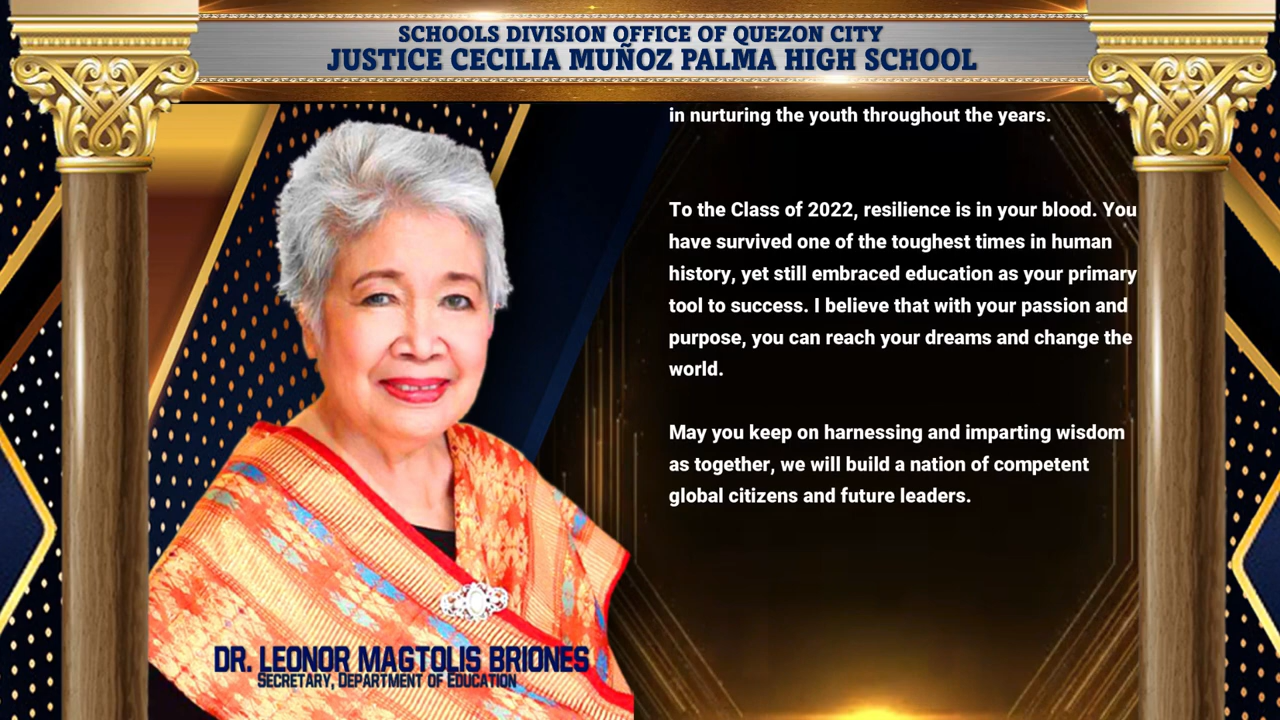 SCHOOLS DIVISION OFFICE OF QUEZON CITY
JUSTICE CECILIA MUÑOZ PALMA HIGH SCHOOL
in nurturing the youth throughout the years.
To the Class of 2022, resilience is in your blood. You
have survived one of the toughest times in human
history, yet still embraced education as your primary
tool to success. I believe that with your passion and
purpose, you can reach your dreams and change the
world.
May you keep on harnessing and imparting wisdom
as together, we will build a nation of competent
global citizens and future leaders.
DR. LEONOR MAGTOLIS BRIONES
SECRETARY, DEPARTMENT OF EDUCATION